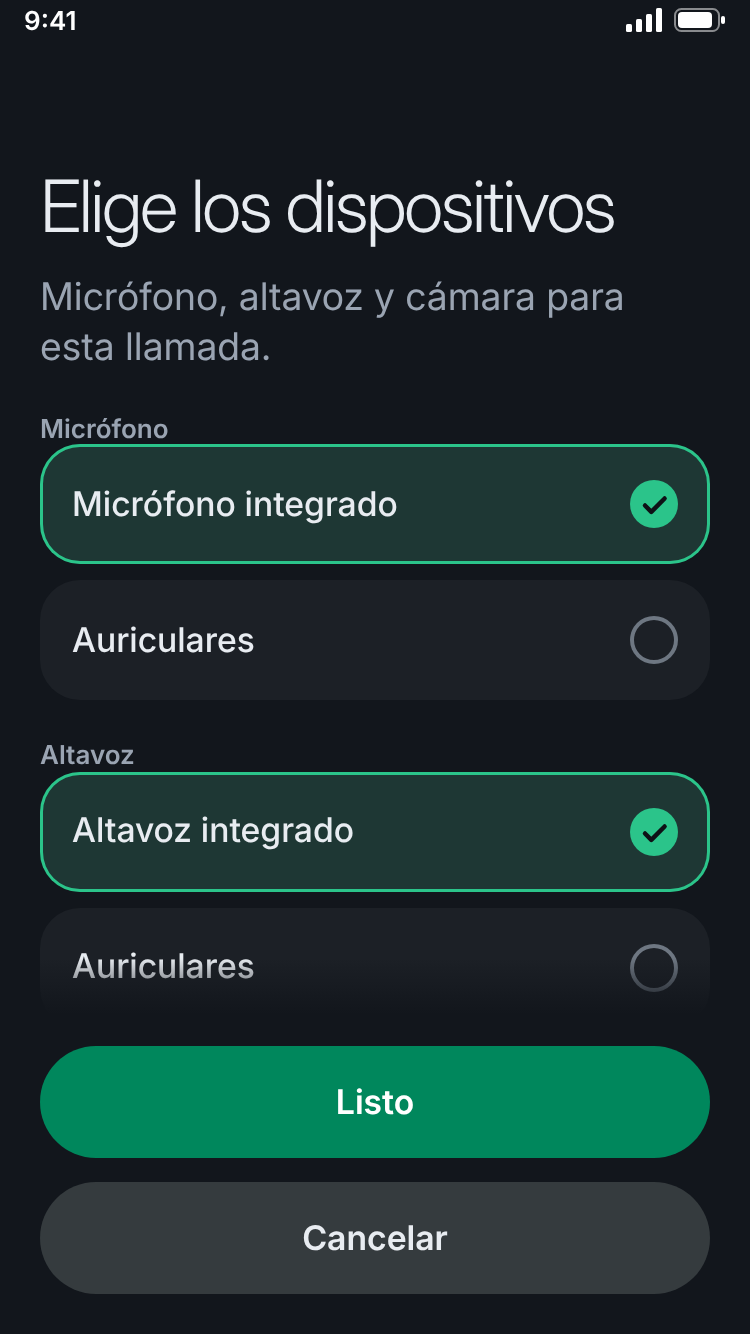 9:41
Elige los dispositivos
Micrófono, altavoz y cámara para
esta llamada.
Micrófono
Micrófono integrado
Auriculares
Altavoz
Altavoz integrado
Auriculares
Listo
Cancelar